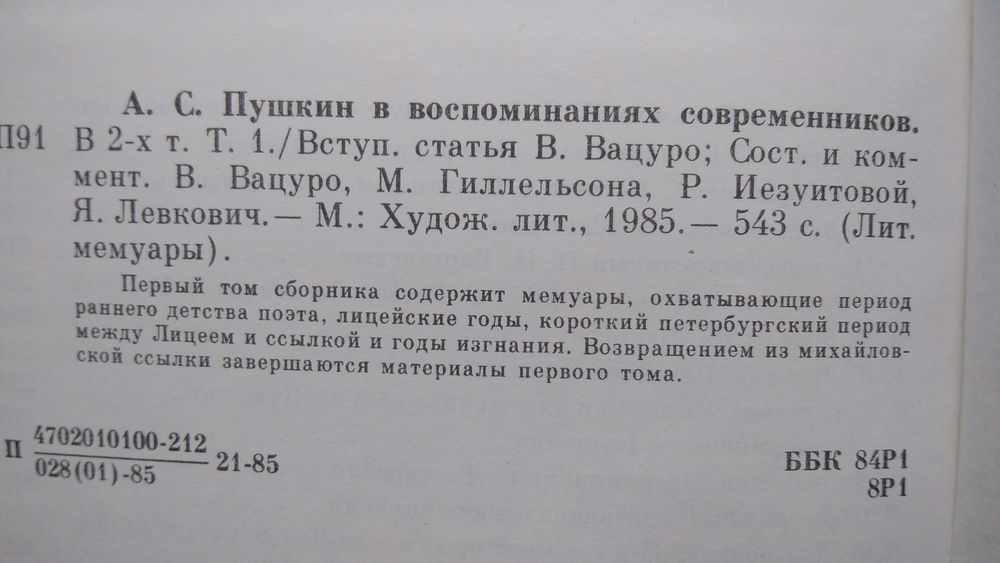 А. С. Пушкин в воспоминаниях современников.
П91 В 2-х т. Т. 1./Вступ. статья В. Вацуро; Сост. и ком-
мент. В. Вацуро, М. Гиллельсона, Р. Иезуитовой,
Я. Левкович.— М.: Худож. лит., 1985.— 543 с. (Лит.
мемуары).
Первый том сборника содержит мемуары, охватывающие период
раннего детства поэта, лицейские годы, короткий петербургский период
между Лицеем и ссылкой и годы изгнания. Возвращением из михайлов-
ской ссылки завершаются материалы первого тома.
П 4702010100-212
028(01)-85
21-85
ББК 84Р1
8Р1